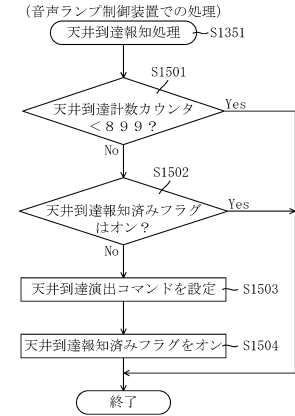 (音声ランプ制御装置での処理)
天井到達報知処理 S1351
S1501
天井到達計数カウンタ
<899?
Yes
No
S1502
天井到達報知済みフラグ
はオン?
Yes
No
天井到達演出コマンドを設定 S1503
天井到達報知済みフラグをオン S1504
終了